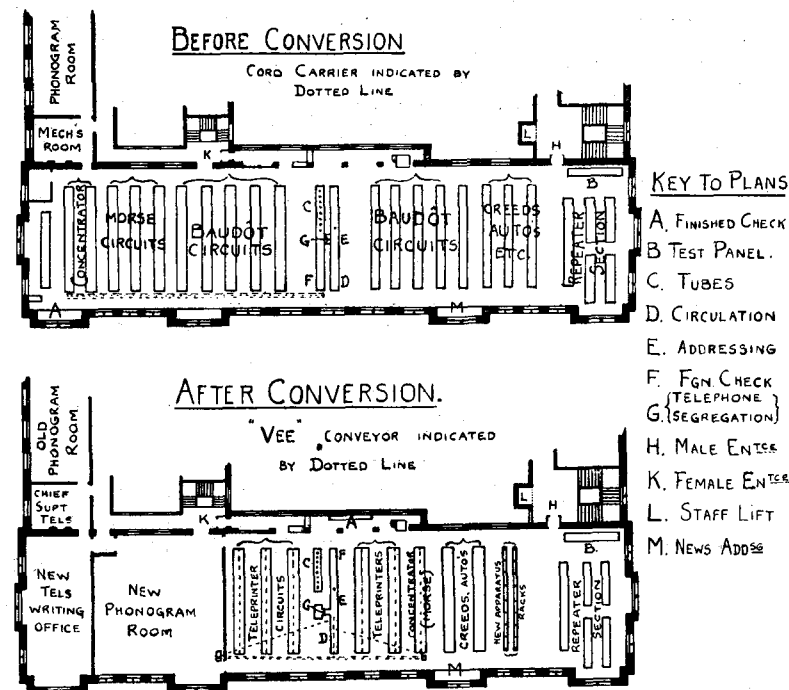 BEFORE CONVERSION
CORD CARRIER INDICATED BY
DOTTED LINE
PHONOGRAM
ROOM
MECH'S
ROOM
K
L
H
B
CONCENTRATOR
MORSE
CIRCUITS
BAUDÔT
CIRCUITS
C
G
E
E
F
D
BAUDÔT
CIRCUITS
CREEDS
AUTOS
ETC.
REPEATER
SECTION
A
M
KEY TO PLANS
A. FINISHED CHECK
B TEST PANEL.
C. TUBES
D. CIRCULATION
E. ADDRESSING
F. FGN. CHECK
G. {TELEPHONE
SEGREGATION}
H. MALE ENTCE
K. FEMALE ENTCE
L. STAFF LIFT
M. NEWS ADDSG
AFTER CONVERSION.
"VEE" CONVEYOR INDICATED
BY DOTTED LINE
OLD
PHONOGRAM
ROOM.
CHIEF
SUPT
TELS
K
A
L
H
B.
NEW
TELS
WRITING
OFFICE
NEW
PHONOGRAM
ROOM
TELEPRINTER
CIRCUITS
C
F
G
E
D
TELEPRINTERS
CONCENTRATOR
(MORSE)
CREEDS. AUTO'S
NEW APPARATUS
RACKS
REPEATER
SECTION
M